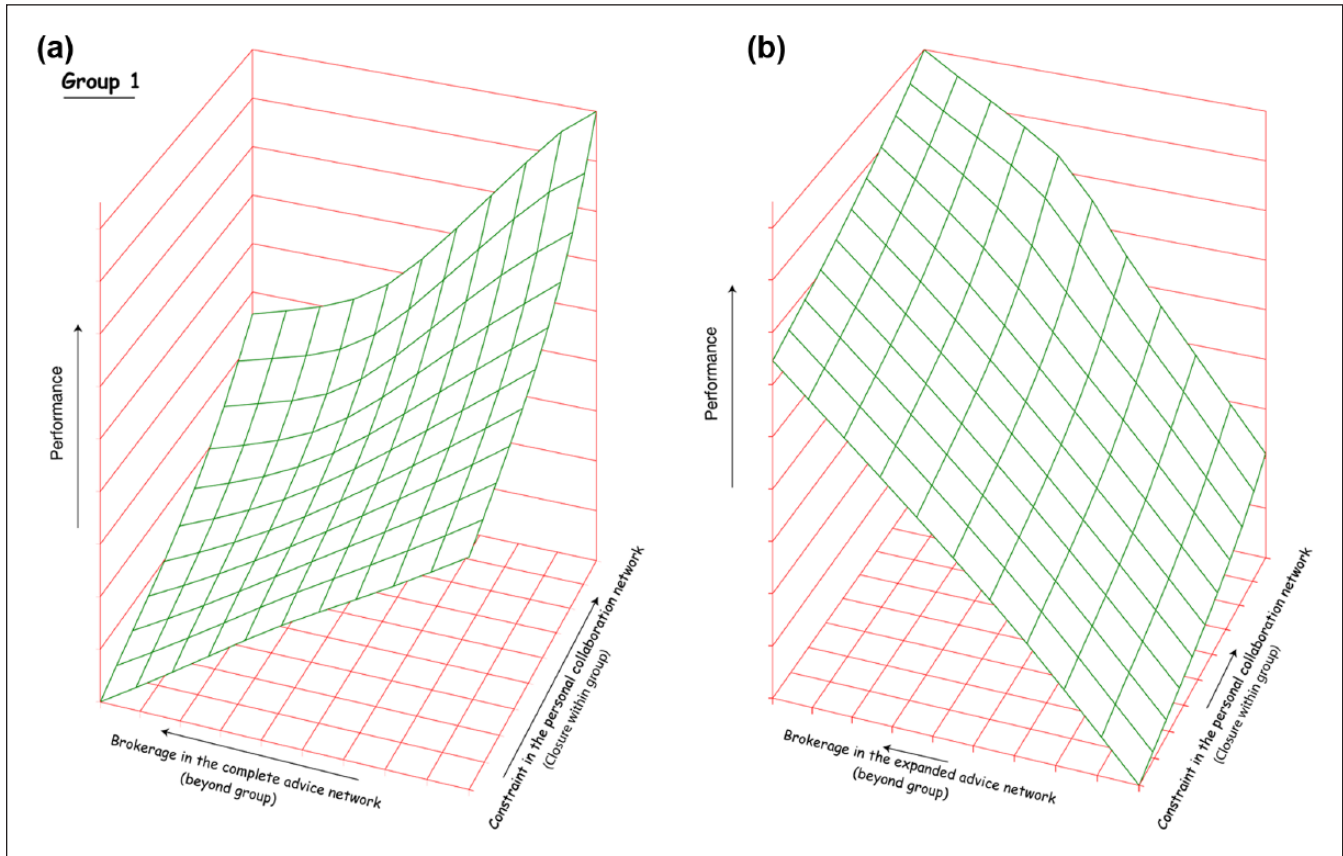 (a)
Group 1
Performance
Brokerage in the complete advice network
(beyond group)
Constraint in the personal collaboration network
(Closure within group)
(b)
Performance
Brokerage in the expanded advice network
(beyond group)
Constraint in the personal collaboration network
(Closure within group)